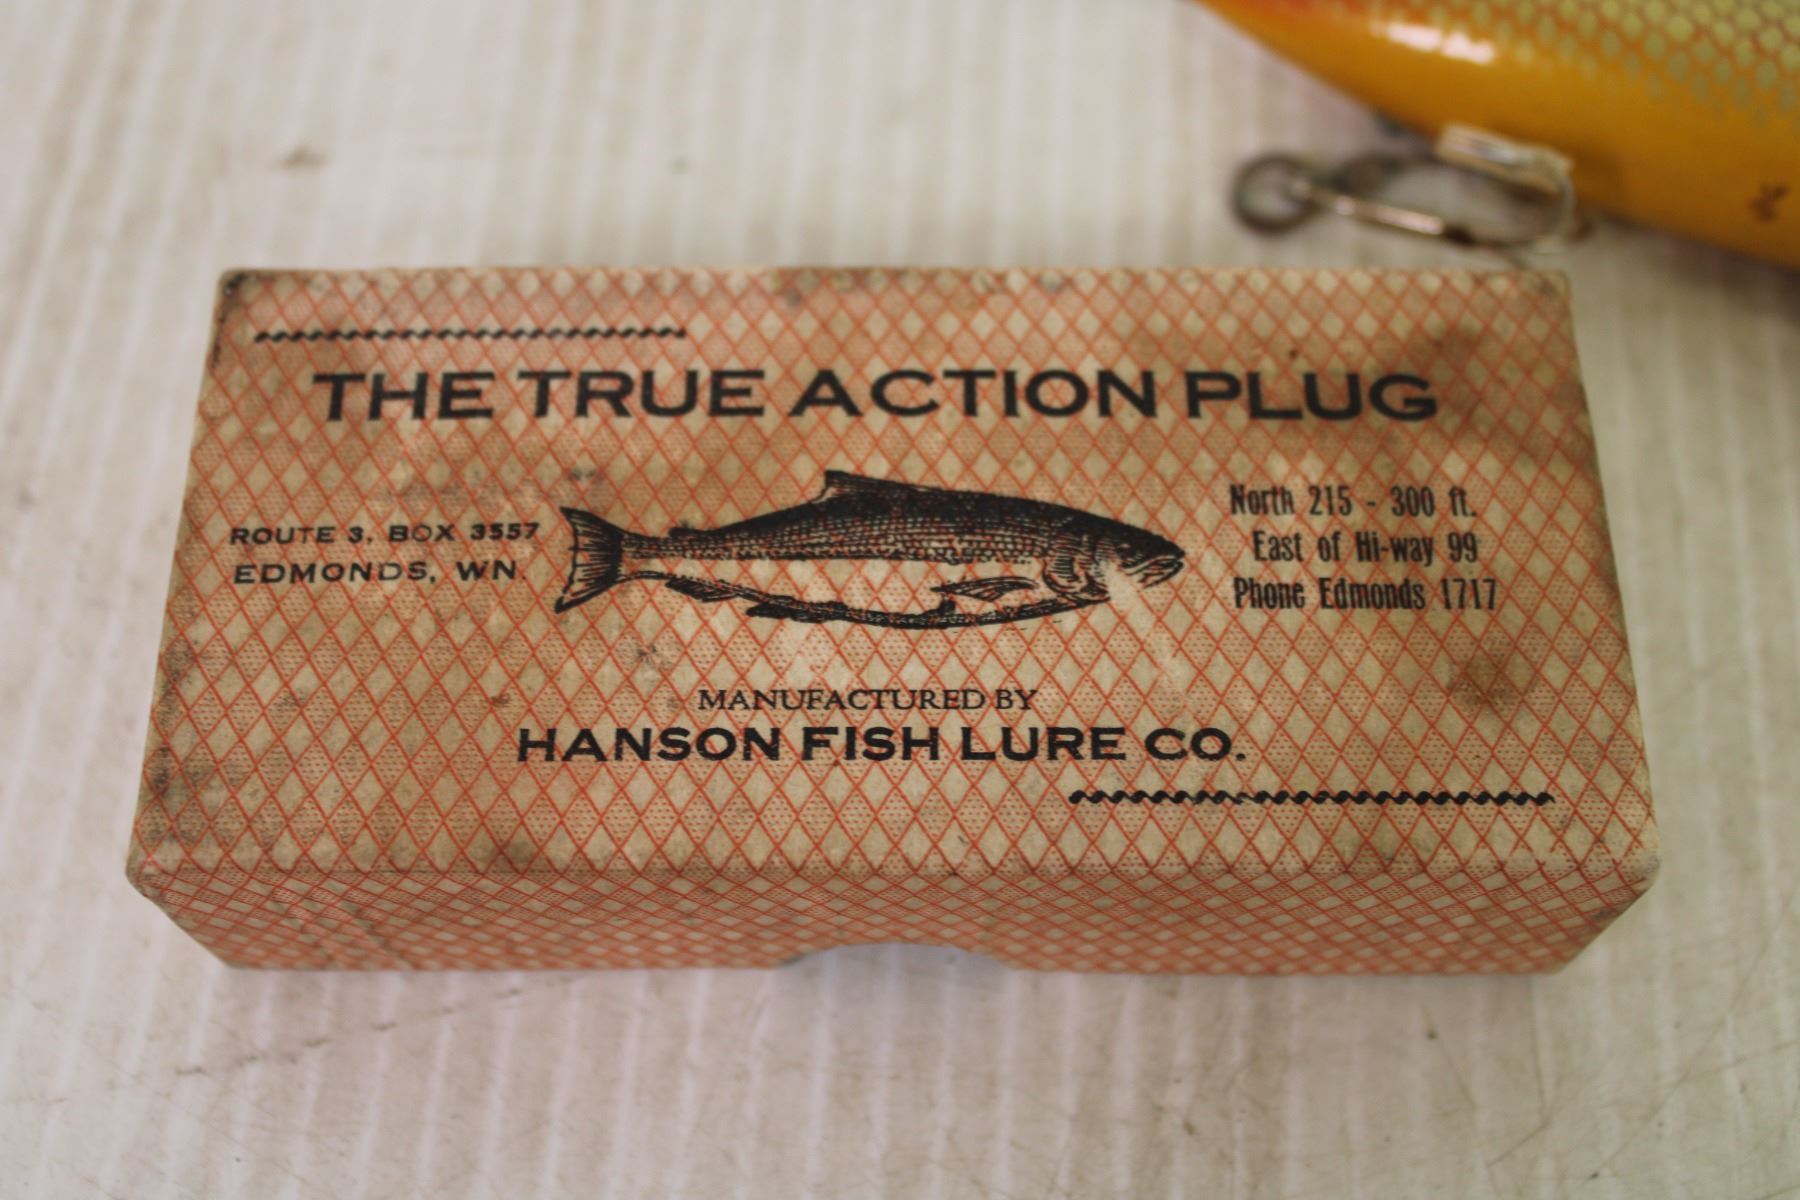 THE TRUE ACTION PLUG
ROUTE 3, BOX 3557
EDMONDS, WN.
North 215 - 300 ft.
East of Hi-way 99
Phone Edmonds 1717
MANUFACTURED BY
HANSON FISH LURE CO.